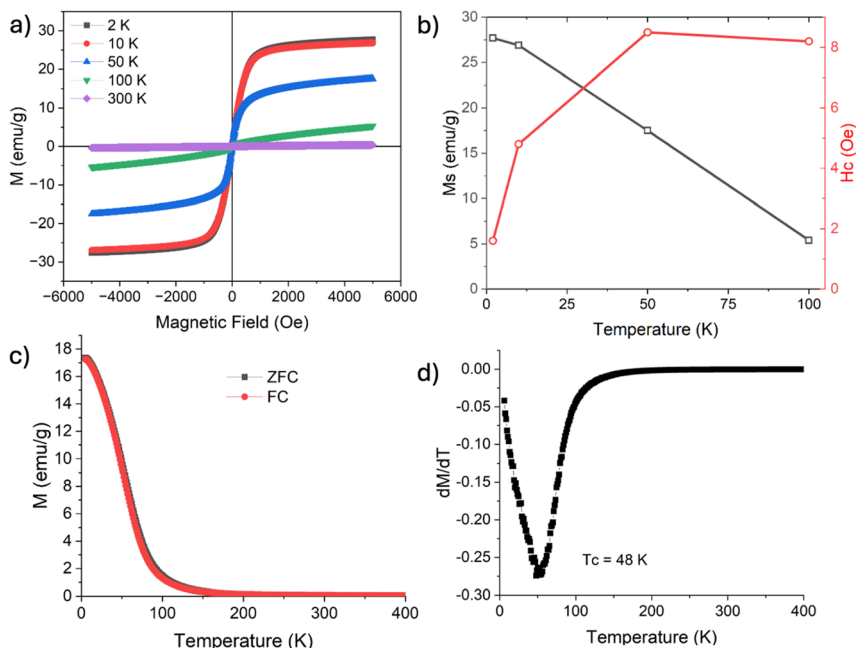 a)
2 K
10 K
50 K
100 K
300 K
M (emu/g)
30
20
10
0
−10
−20
−30
−6000 −4000 −2000 0 2000 4000 6000
Magnetic Field (Oe)
b)
Ms (emu/g)
30
25
20
15
10
5
0
0 25 50 75 100
Temperature (K)
8
6
4
2
0
Hc (Oe)
c)
ZFC
FC
M (emu/g)
18
16
14
12
10
8
6
4
2
0
0 100 200 300 400
Temperature (K)
d)
dM/dT
0.00
-0.05
-0.10
-0.15
-0.20
-0.25
-0.30
Tc = 48 K
0 100 200 300 400
Temperature (K)